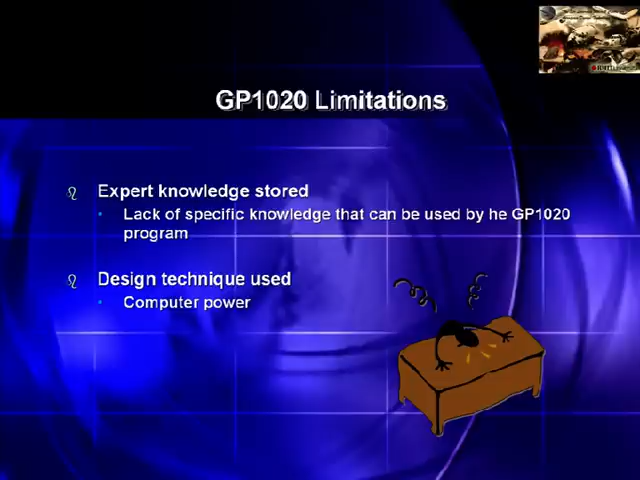 GP1020 Limitations
Expert knowledge stored
Lack of specific knowledge that can be used by he GP1020
program
Design technique used
Computer power